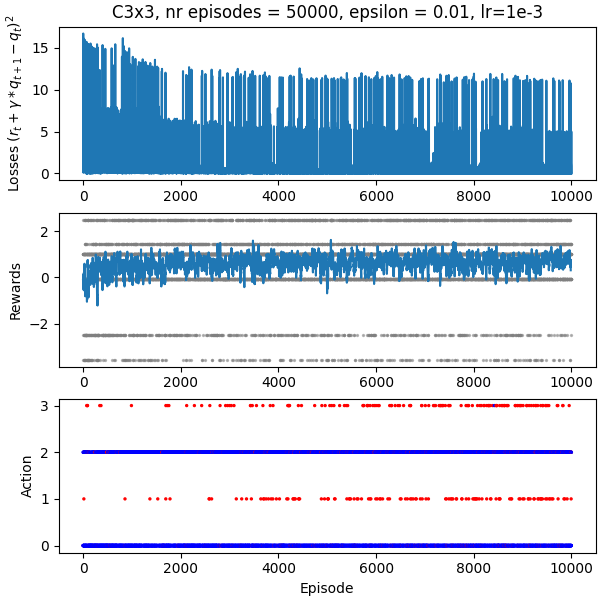 C3x3, nr episodes = 50000, epsilon = 0.01, lr=1e-3
Losses $(r_t + \gamma * q_{t+1} - q_t)^2$
15
10
5
0
0 2000 4000 6000 8000 10000
Rewards
2
0
−2
0 2000 4000 6000 8000 10000
Action
3
2
1
0
0 2000 4000 6000 8000 10000
Episode